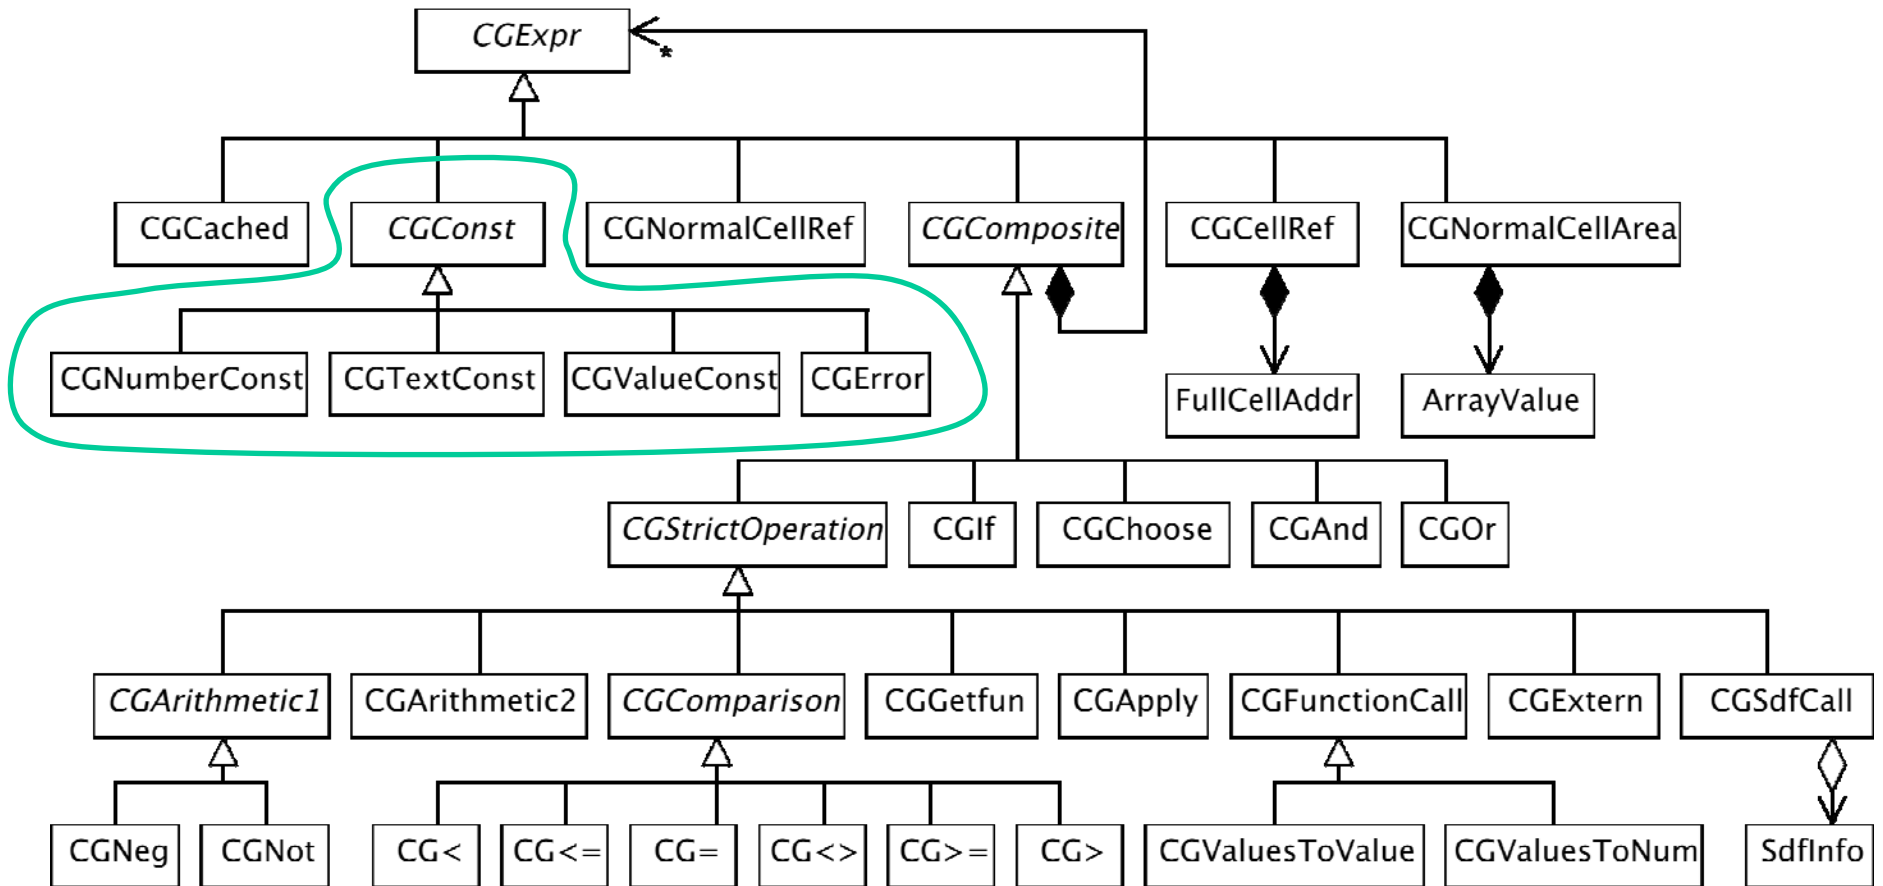 CGExpr
*
CGCached
CGConst
CGNormalCellRef
CGComposite
CGCellRef
CGNormalCellArea
CGNumberConst
CGTextConst
CGValueConst
CGError
FullCellAddr
ArrayValue
CGStrictOperation
CGIf
CGChoose
CGAnd
CGOr
CGArithmetic1
CGArithmetic2
CGComparison
CGGetfun
CGApply
CGFunctionCall
CGExtern
CGSdfCall
CGNeg
CGNot
CG<
CG<=
CG=
CG<>
CG>=
CG>
CGValuesToValue
CGValuesToNum
SdfInfo